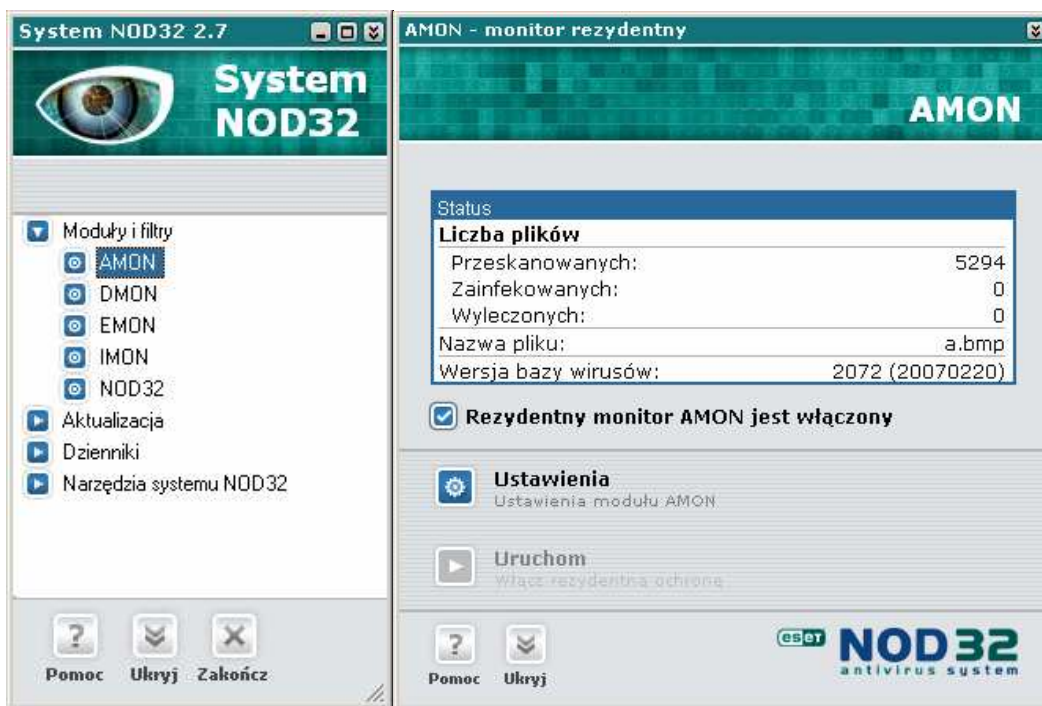 System NOD32 2.7
System
NOD32
Moduły i filtry
AMON
DMON
EMON
IMON
NOD32
Aktualizacja
Dzienniki
Narzędzia systemu NOD32
Pomoc
Ukryj
Zakończ
AMON - monitor rezydentny
AMON
Status
Liczba plików
Przeskanowanych: 5294
Zainfekowanych: 0
Wyleczonych: 0
Nazwa pliku: a.bmp
Wersja bazy wirusów: 2072 (20070220)
Rezydentny monitor AMON jest włączony
Ustawienia
Ustawienia modułu AMON
Uruchom
Włącz rezydentną ochronę
Pomoc
Ukryj
eseT NOD32
antivirus system